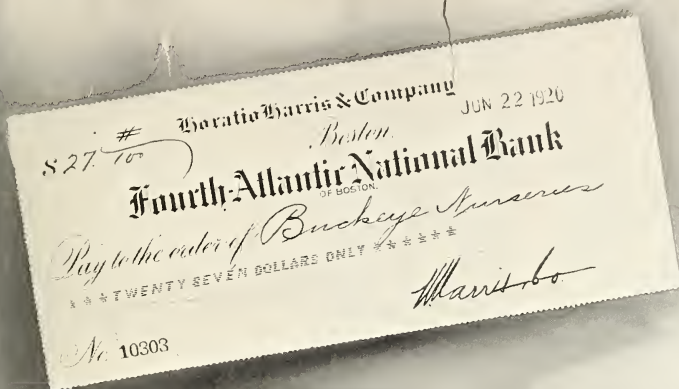 Horatio Harris & Company
Boston, JUN 22 1920
$ 27. #/100
Fourth-Atlantic National Bank
OF BOSTON.
Pay to the order of Buckeye Nurseries
***TWENTY SEVEN DOLLARS ONLY ******
HHarris & Co.
No. 10303